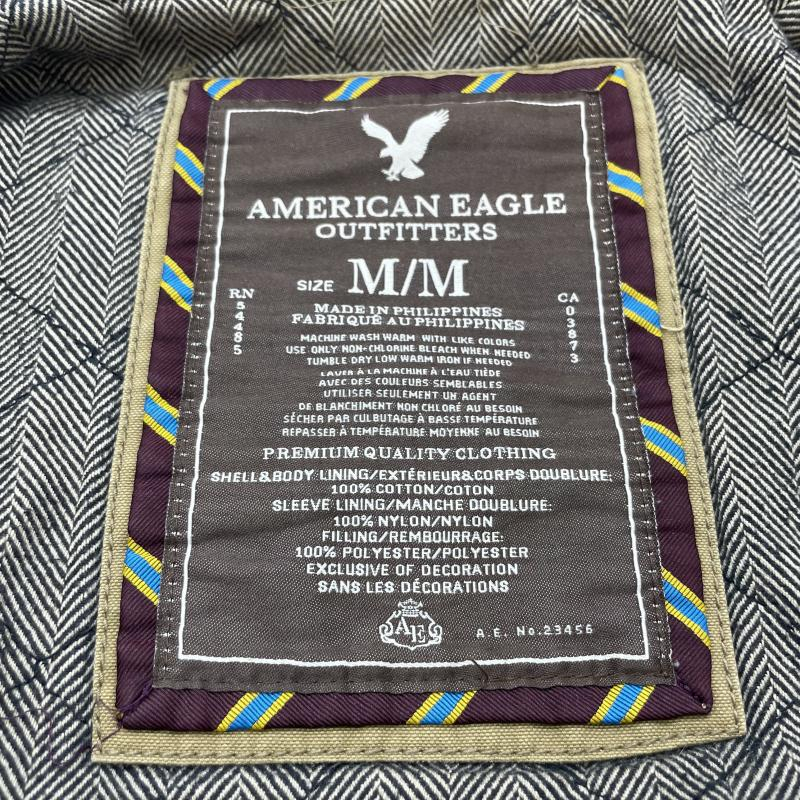 AMERICAN EAGLE
OUTFITTERS
SIZE M/M
RN 54485
CA 03873
MADE IN PHILIPPINES
FABRIQUÉ AU PHILIPPINES
MACHINE WASH WARM WITH LIKE COLORS
USE ONLY NON-CHLORINE BLEACH WHEN NEEDED
TUMBLE DRY LOW WARM IRON IF NEEDED
LAVER À LA MACHINE À L'EAU TIÈDE
AVEC DES COULEURS SEMBLABLES
UTILISER SEULEMENT UN AGENT
DE BLANCHIMENT NON CHLORÉ AU BESOIN
SÉCHER PAR CULBUTAGE À BASSE TEMPÉRATURE
REPASSER À TEMPÉRATURE MOYENNE AU BESOIN
PREMIUM QUALITY CLOTHING
SHELL&BODY LINING/EXTÉRIEUR&CORPS DOUBLURE:
100% COTTON/COTON
SLEEVE LINING/MANCHE DOUBLURE:
100% NYLON/NYLON
FILLING/REMBOURRAGE:
100% POLYESTER/POLYESTER
EXCLUSIVE OF DECORATION
SANS LES DÉCORATIONS
AE
A.E. No.23456